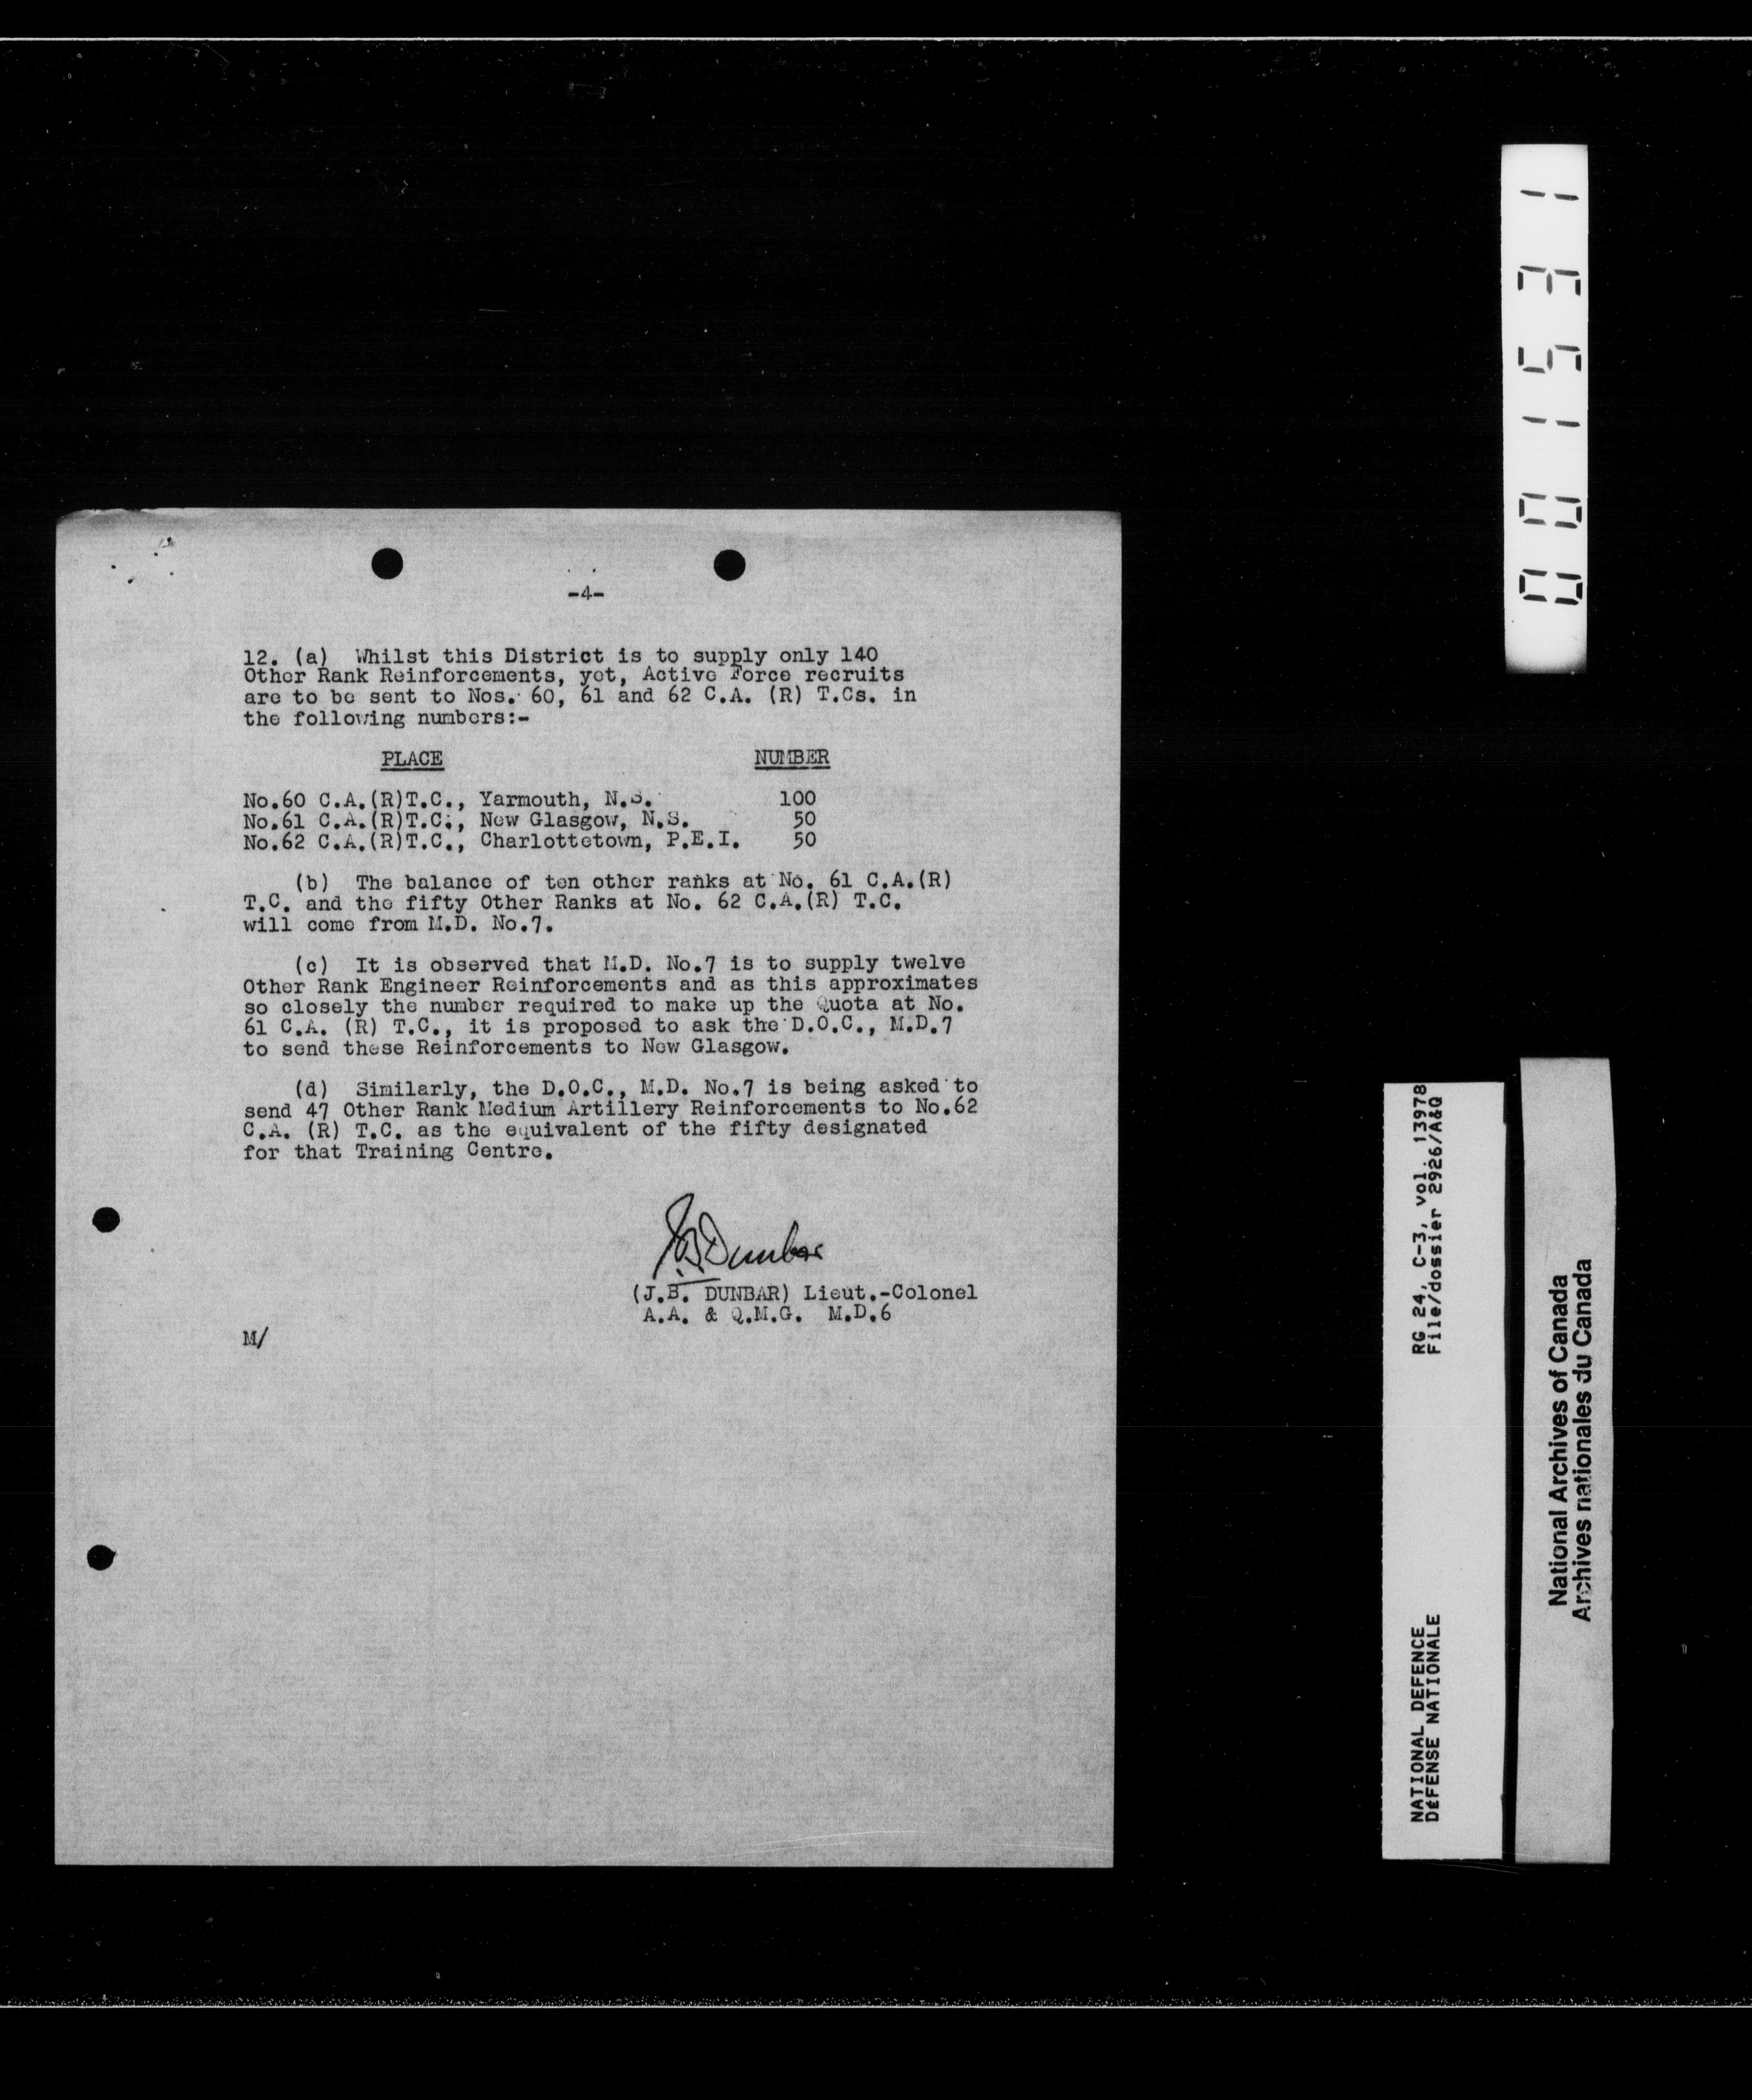 -4-
12. (a) Whilst this District is to supply only 140
Other Rank Reinforcements, yet, Active Force recruits
are to be sent to Nos. 60, 61 and 62 C.A. (R) T.Cs. in
the following numbers:-
PLACE NUMBER
No.60 C.A.(R)T.C., Yarmouth, N.S. 100
No.61 C.A.(R)T.C., New Glasgow, N.S. 50
No.62 C.A.(R)T.C., Charlottetown, P.E.I. 50
(b) The balance of ten other ranks at No. 61 C.A.(R)
T.C. and the fifty Other Ranks at No. 62 C.A.(R) T.C.
will come from M.D. No.7.
(c) It is observed that M.D. No.7 is to supply twelve
Other Rank Engineer Reinforcements and as this approximates
so closely the number required to make up the Quota at No.
61 C.A. (R) T.C., it is proposed to ask the D.O.C., M.D.7
to send these Reinforcements to New Glasgow.
(d) Similarly, the D.O.C., M.D. No.7 is being asked to
send 47 Other Rank Medium Artillery Reinforcements to No.62
C.A. (R) T.C. as the equivalent of the fifty designated
for that Training Centre.
JBDunbar
(J.B. DUNBAR) Lieut.-Colonel
A.A. & Q.M.G. M.D.6
M/
001531
NATIONAL DEFENCE RG 24, C-3, vol. 13978
DÉFENSE NATIONALE File/dossier 2926/A&Q
National Archives of Canada
Archives nationales du Canada